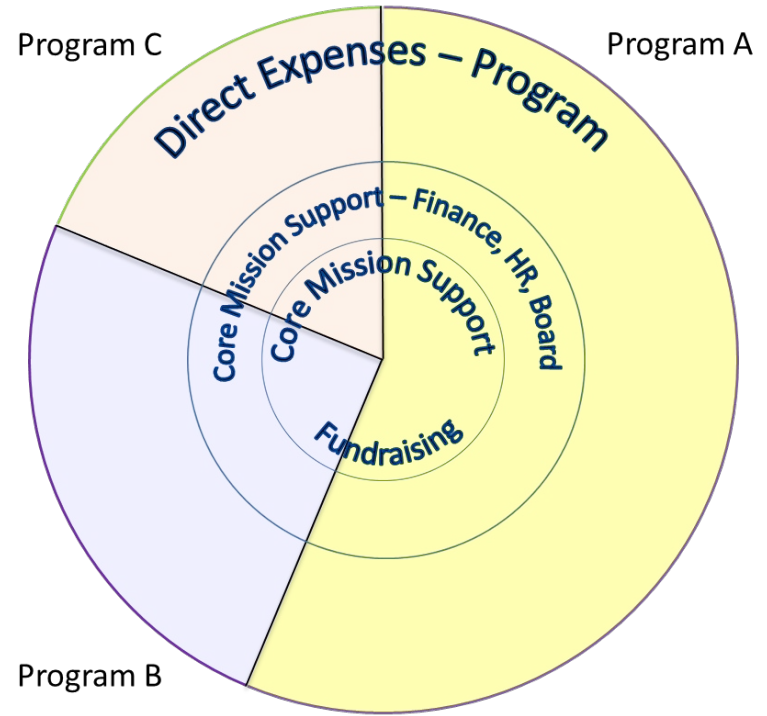 Program C
Program A
Direct Expenses – Program
Core Mission Support – Finance, HR, Board
Core Mission Support
Fundraising
Program B